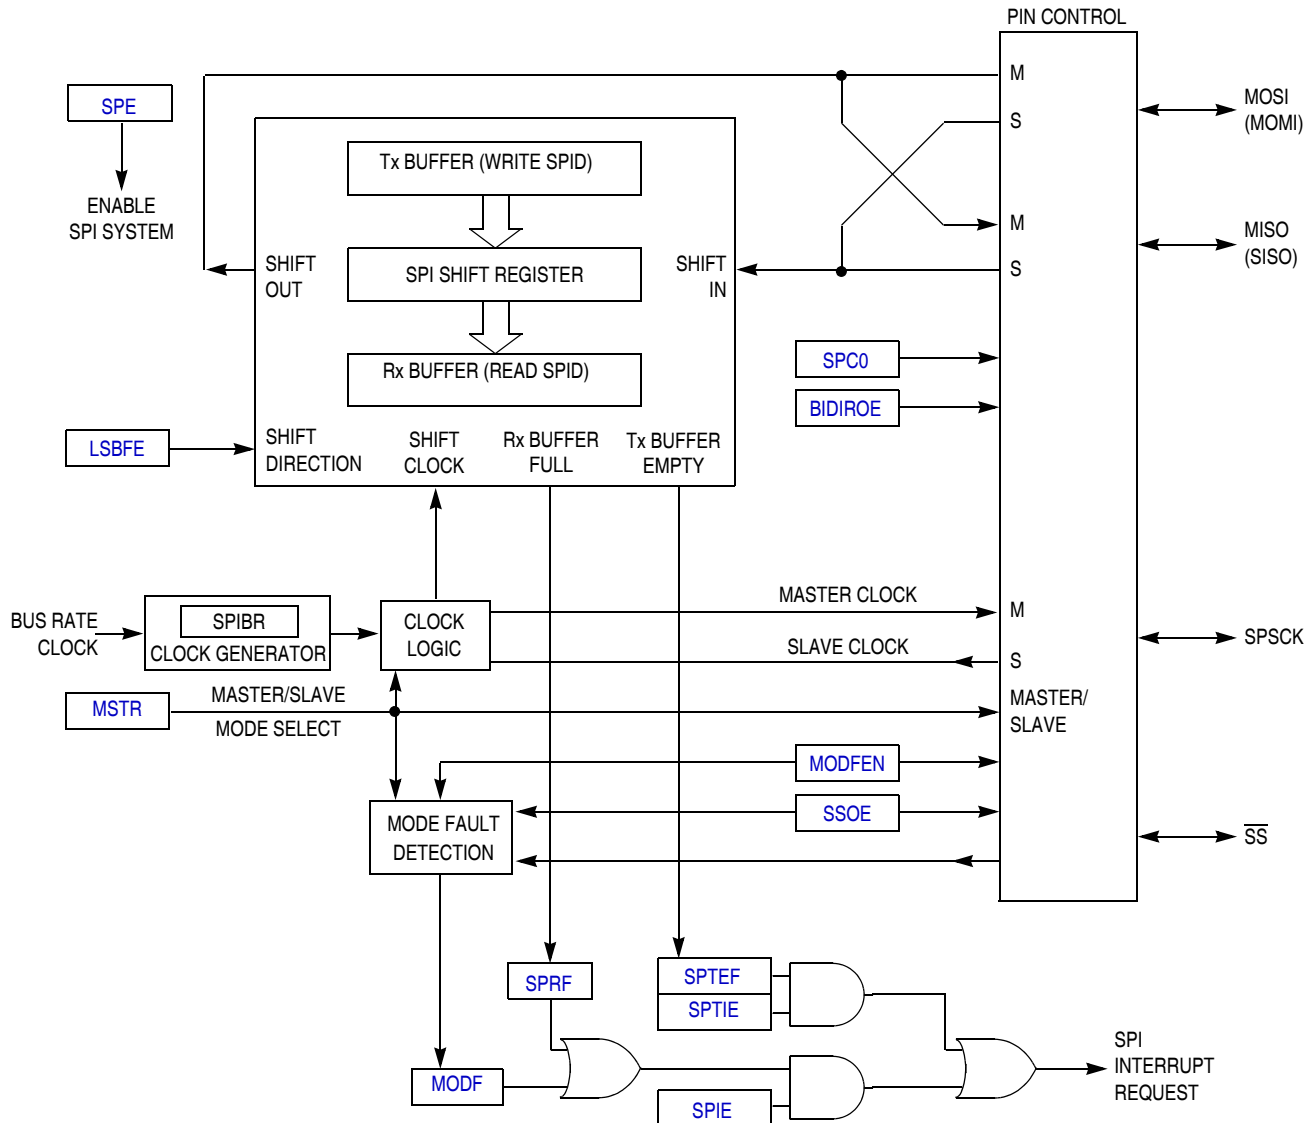 PIN CONTROL
M
MOSI
(MOMI)
S
SPE
ENABLE
SPI SYSTEM
Tx BUFFER (WRITE SPID)
M
MISO
(SISO)
SHIFT
OUT
SPI SHIFT REGISTER
SHIFT
IN
S
Rx BUFFER (READ SPID)
SPC0
BIDIROE
LSBFE
SHIFT
DIRECTION
SHIFT
CLOCK
Rx BUFFER
FULL
Tx BUFFER
EMPTY
BUS RATE
CLOCK
SPIBR
CLOCK GENERATOR
CLOCK
LOGIC
MASTER CLOCK
M
SLAVE CLOCK
S
SPSCK
MSTR
MASTER/SLAVE
MODE SELECT
MASTER/
SLAVE
MODFEN
SSOE
MODE FAULT
DETECTION
SS
SPRF
SPTEF
SPTIE
MODF
SPIE
SPI
INTERRUPT
REQUEST